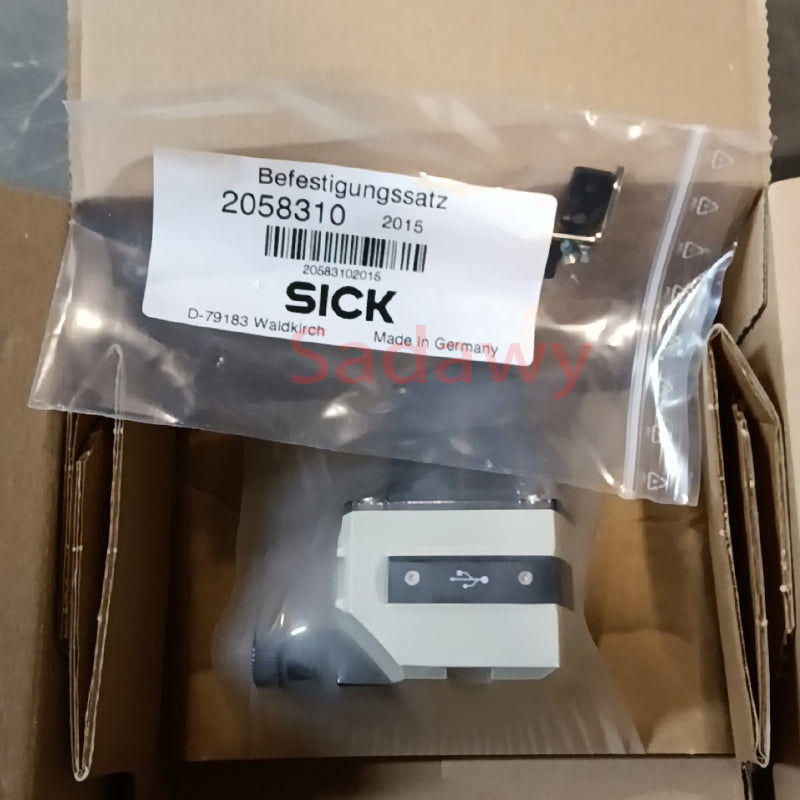 Befestigungssatz
2058310 2015
20583102015
SICK
D-79183 Waldkirch Made in Germany
Sadawy